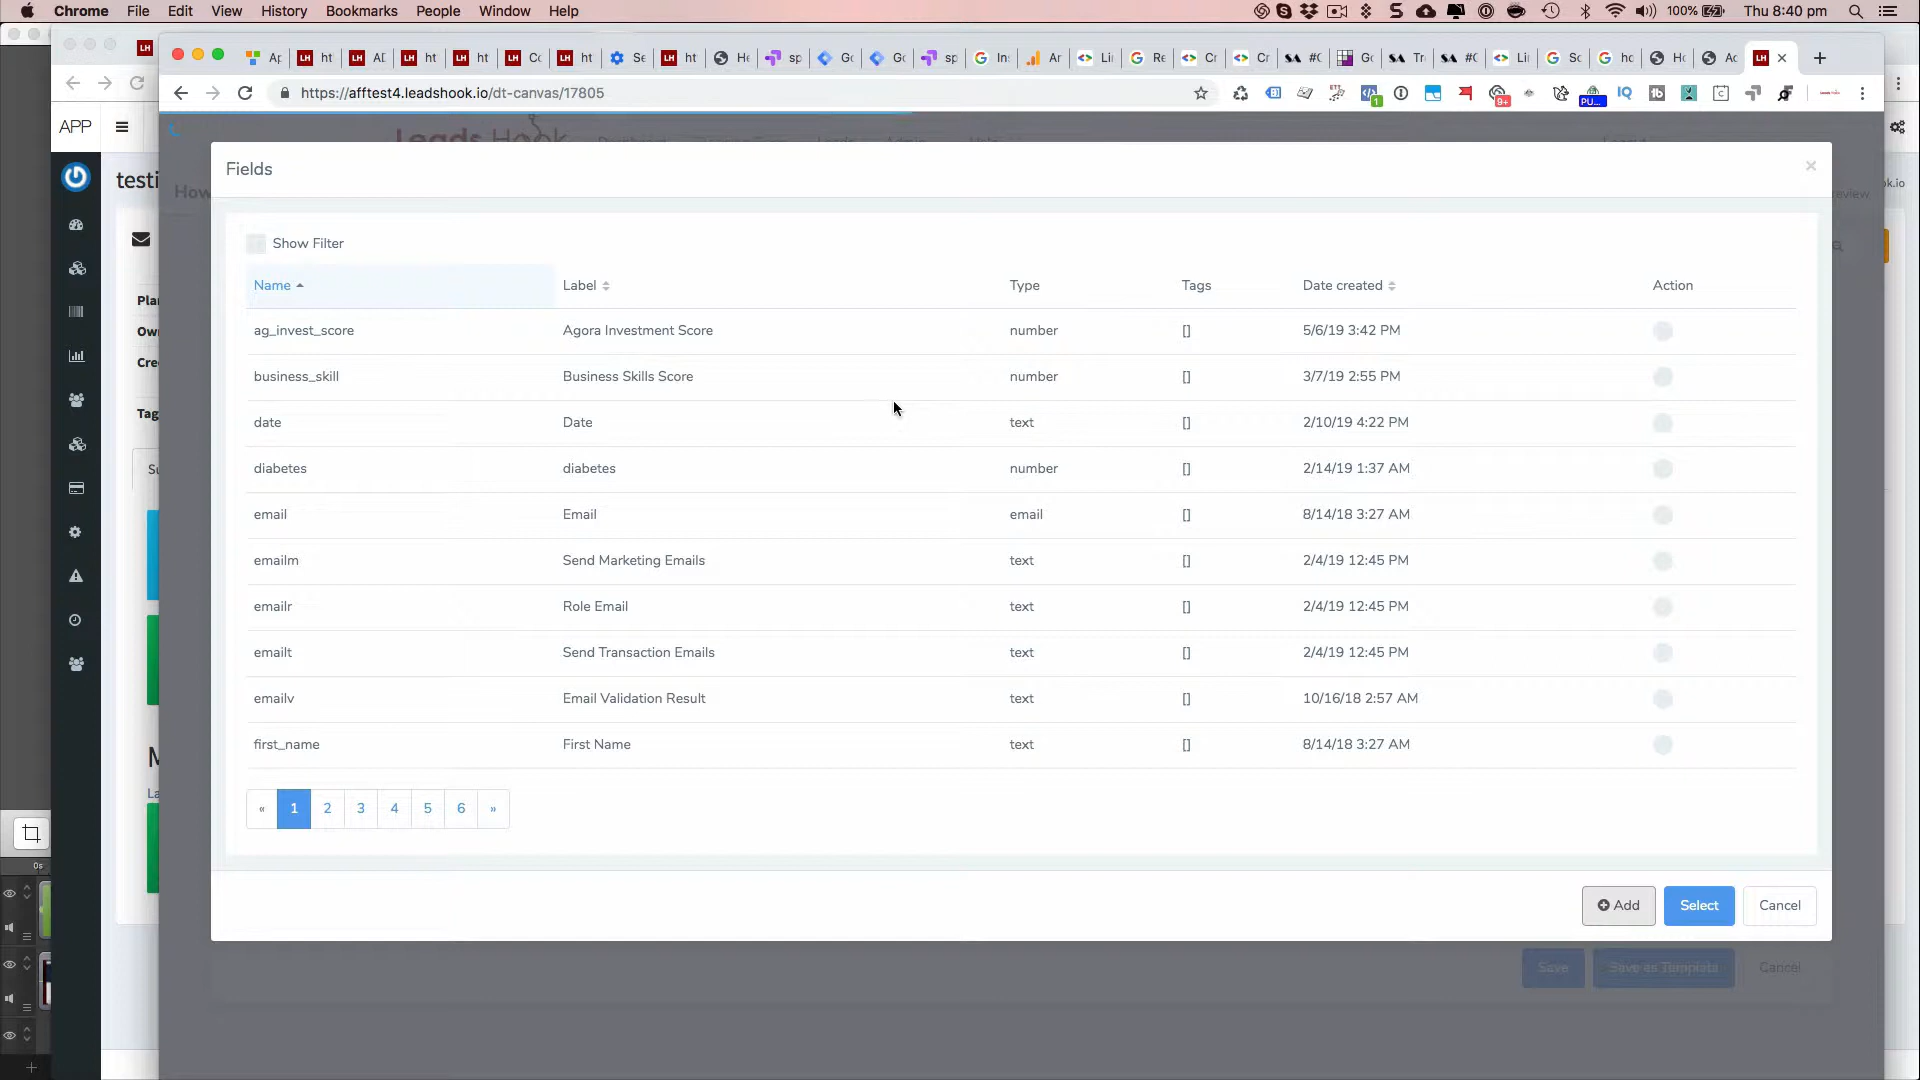 Chrome File Edit View History Bookmarks People Window Help 100% Thu 8:40 pm
https://afftest4.leadshook.io/dt-canvas/17805
APP
testi
How
Fields
Show Filter
Name Label Type Tags Date created Action
ag_invest_score Agora Investment Score number [] 5/6/19 3:42 PM
business_skill Business Skills Score number [] 3/7/19 2:55 PM
date Date text [] 2/10/19 4:22 PM
diabetes diabetes number [] 2/14/19 1:37 AM
email Email email [] 8/14/18 3:27 AM
emailm Send Marketing Emails text [] 2/4/19 12:45 PM
emailr Role Email text [] 2/4/19 12:45 PM
emailt Send Transaction Emails text [] 2/4/19 12:45 PM
emailv Email Validation Result text [] 10/16/18 2:57 AM
first_name First Name text [] 8/14/18 3:27 AM
« 1 2 3 4 5 6 »
Add Select Cancel
Save Save as Template Cancel